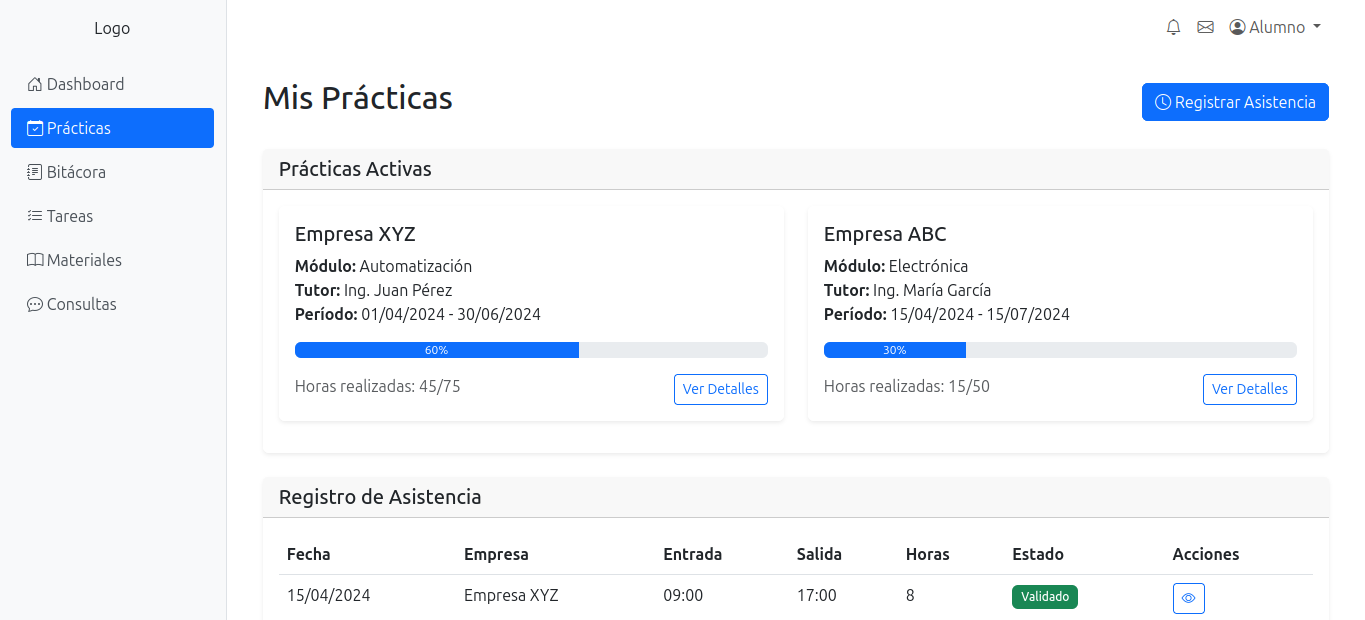 Logo
Dashboard
Prácticas
Bitácora
Tareas
Materiales
Consultas
Alumno
Mis Prácticas
Registrar Asistencia
Prácticas Activas
Empresa XYZ
Módulo: Automatización
Tutor: Ing. Juan Pérez
Período: 01/04/2024 - 30/06/2024
60%
Horas realizadas: 45/75
Ver Detalles
Empresa ABC
Módulo: Electrónica
Tutor: Ing. María García
Período: 15/04/2024 - 15/07/2024
30%
Horas realizadas: 15/50
Ver Detalles
Registro de Asistencia
Fecha Empresa Entrada Salida Horas Estado Acciones
15/04/2024 Empresa XYZ 09:00 17:00 8 Validado